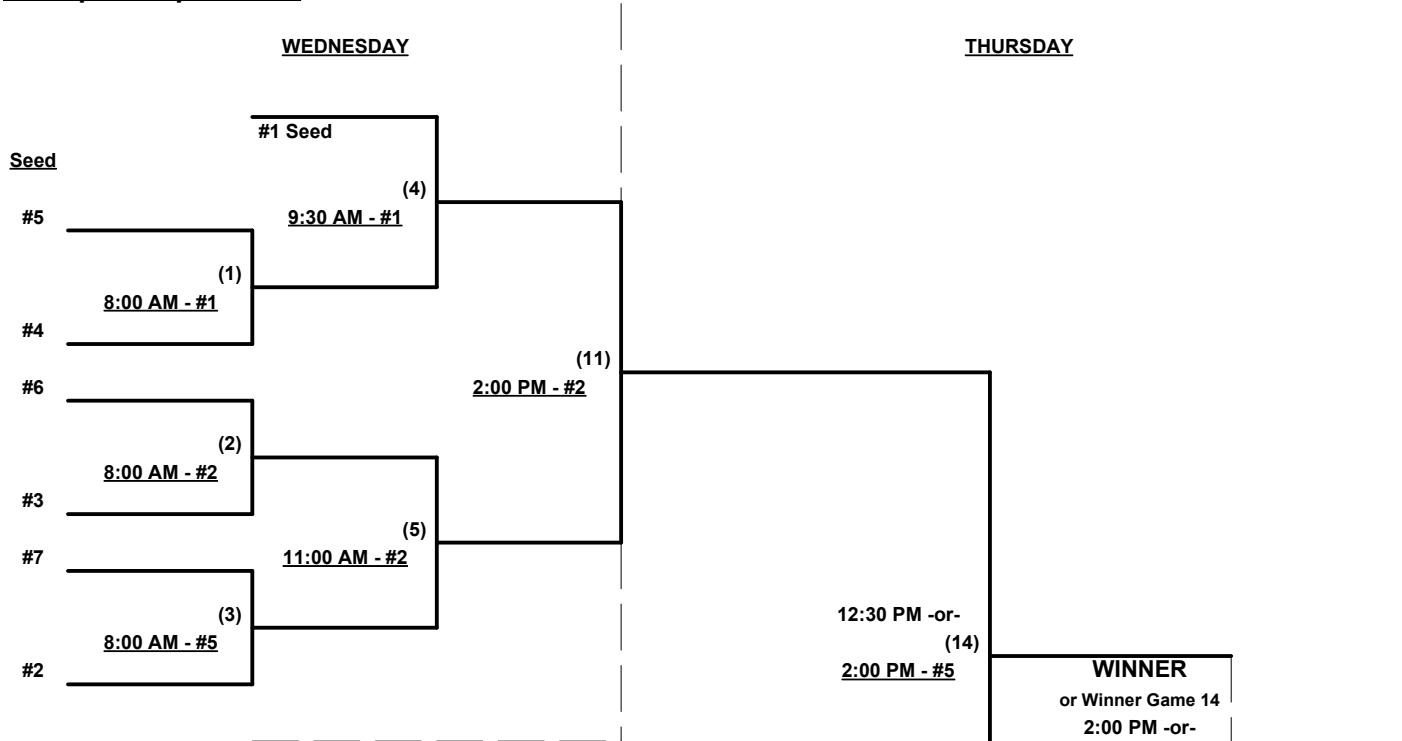 WEDNESDAY
THURSDAY
#1 Seed
Seed
(4)
#5
9:30 AM - #1
(1)
8:00 AM - #1
#4
(11)
#6
2:00 PM - #2
(2)
8:00 AM - #2
#3
(5)
#7
11:00 AM - #2
(3)
12:30 PM -or-
8:00 AM - #5
(14)
#2
2:00 PM - #5
WINNER
or Winner Game 14
2:00 PM -or-